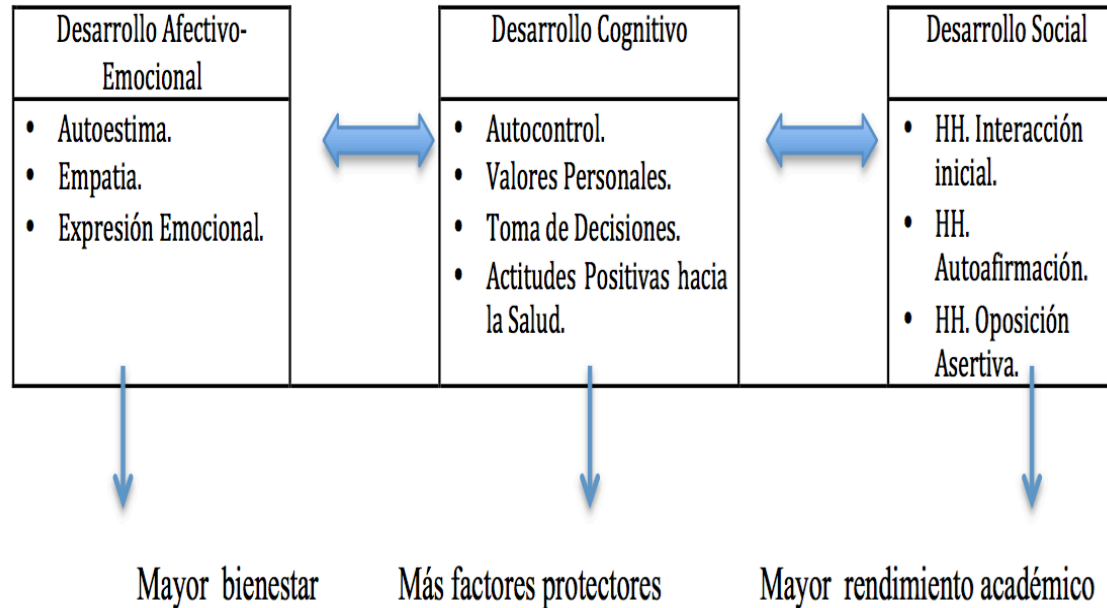 Desarrollo Afectivo-
Emocional
• Autoestima.
• Empatia.
• Expresión Emocional.
Desarrollo Cognitivo
• Autocontrol.
• Valores Personales.
• Toma de Decisiones.
• Actitudes Positivas hacia
la Salud.
Desarrollo Social
• HH. Interacción
inicial.
• HH.
Autoafirmación.
• HH. Oposición
Asertiva.
Mayor bienestar
Más factores protectores
Mayor rendimiento académico